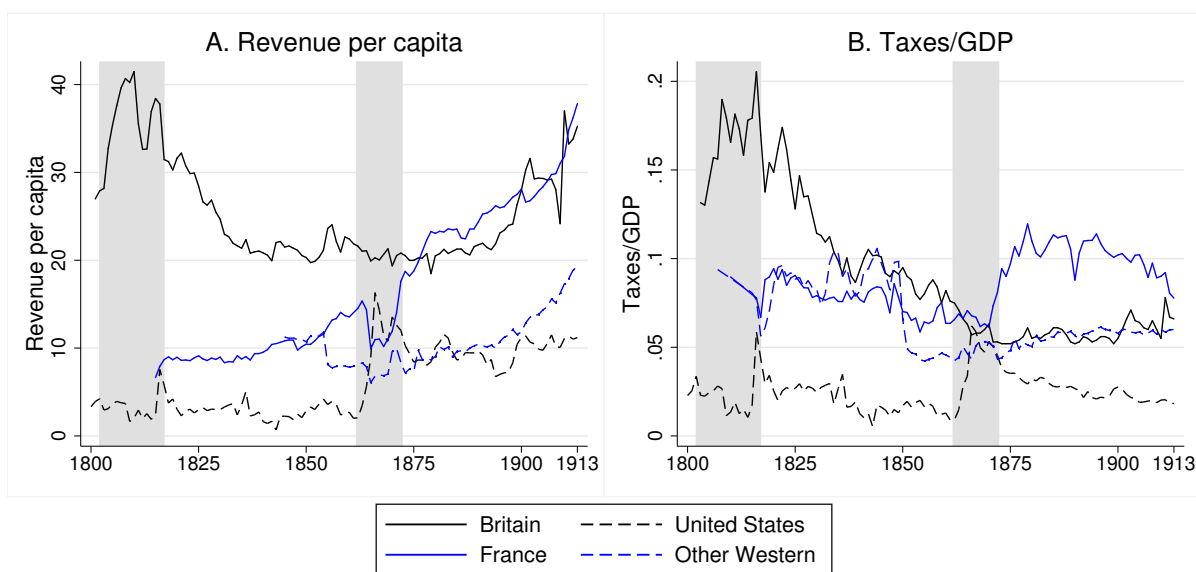 A. Revenue per capita
Revenue per capita
0
10
20
30
40
1800
1825
1850
1875
1900
1913
B. Taxes/GDP
Taxes/GDP
0
.05
.1
.15
.2
1800
1825
1850
1875
1900
1913
Britain
United States
France
Other Western